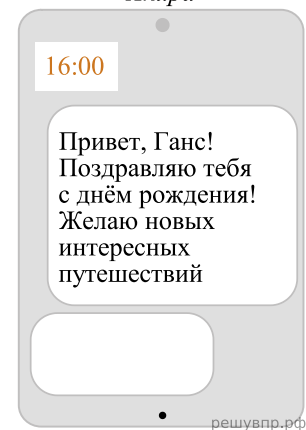 16:00
Привет, Ганс!
Поздравляю тебя
с днём рождения!
Желаю новых
интересных
путешествий
решувпр.рф